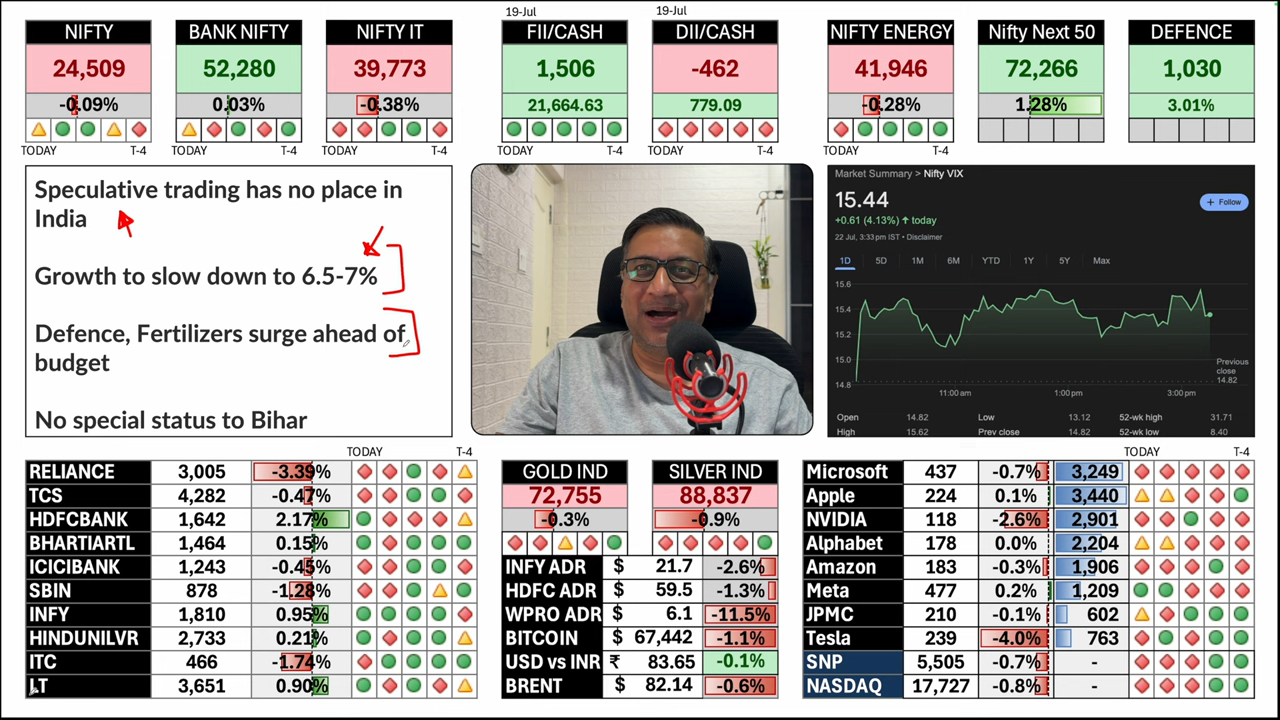 19-Jul 19-Jul
NIFTY BANK NIFTY NIFTY IT FII/CASH DII/CASH NIFTY ENERGY Nifty Next 50 DEFENCE
24,509 52,280 39,773 1,506 -462 41,946 72,266 1,030
-0.09% 0.03% -0.38% 21,664.63 779.09 -0.28% 1.28% 3.01%
TODAY T-4 TODAY T-4 TODAY T-4
Speculative trading has no place in
India
Growth to slow down to 6.5-7%
Defence, Fertilizers surge ahead of
budget
No special status to Bihar
Market Summary > Nifty VIX
15.44
+ Follow
+0.61 (4.13%) ↑ today
22 Jul, 3:33 pm IST • Disclaimer
1D 5D 1M 6M YTD 1Y 5Y Max
15.6
15.4
15.2
15.0
14.8
Previous
close
14.82
11:00 am 1:00 pm 3:00 pm
Open 14.82 Low 13.12 52-wk high 31.71
High 15.62 Prev close 14.82 52-wk low 8.40
TODAY T-4
RELIANCE 3,005 -3.39%
TCS 4,282 -0.47%
HDFCBANK 1,642 2.17%
BHARTIARTL 1,464 0.15%
ICICIBANK 1,243 -0.45%
SBIN 878 -1.28%
INFY 1,810 0.95%
HINDUNILVR 2,733 0.21%
ITC 466 -1.74%
LT 3,651 0.90%
GOLD IND SILVER IND
72,755 88,837
-0.3% -0.9%
INFY ADR $ 21.7 -2.6%
HDFC ADR $ 59.5 -1.3%
WPRO ADR $ 6.1 -11.5%
BITCOIN $ 67,442 -1.1%
USD vs INR ₹ 83.65 -0.1%
BRENT $ 82.14 -0.6%
TODAY T-4
Microsoft 437 -0.7% 3,249
Apple 224 0.1% 3,440
NVIDIA 118 -2.6% 2,901
Alphabet 178 0.0% 2,204
Amazon 183 -0.3% 1,906
Meta 477 0.2% 1,209
JPMC 210 -0.1% 602
Tesla 239 -4.0% 763
SNP 5,505 -0.7% -
NASDAQ 17,727 -0.8% -